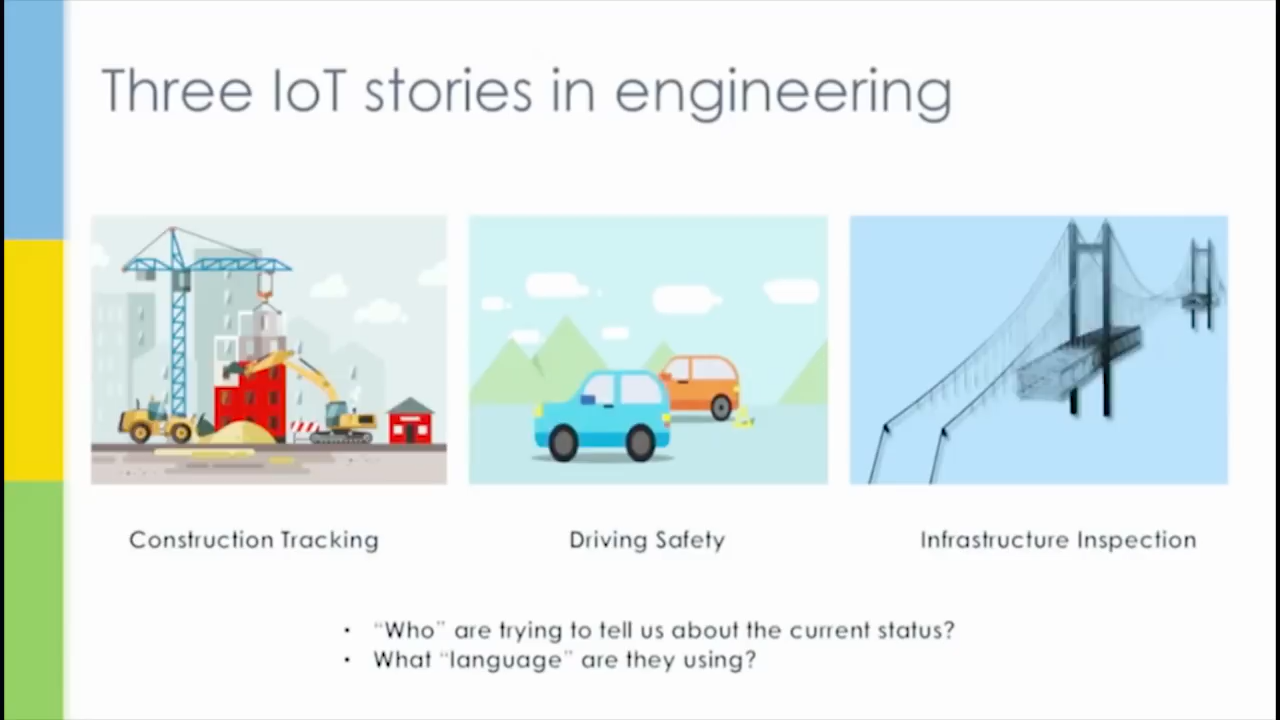 Three IoT stories in engineering
Construction Tracking
Driving Safety
Infrastructure Inspection
• "Who" are trying to tell us about the current status?
• What "language" are they using?